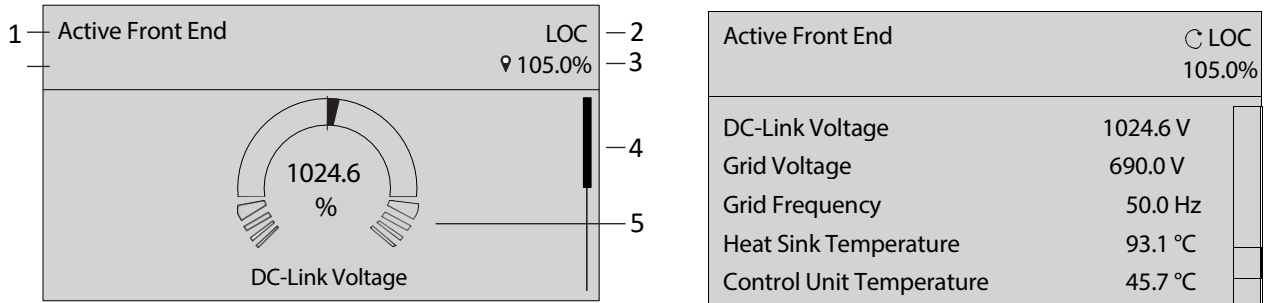 1
Active Front End
LOC
2
105.0%
3
4
1024.6
%
5
DC-Link Voltage
Active Front End
LOC
105.0%
DC-Link Voltage 1024.6 V
Grid Voltage 690.0 V
Grid Frequency 50.0 Hz
Heat Sink Temperature 93.1 °C
Control Unit Temperature 45.7 °C